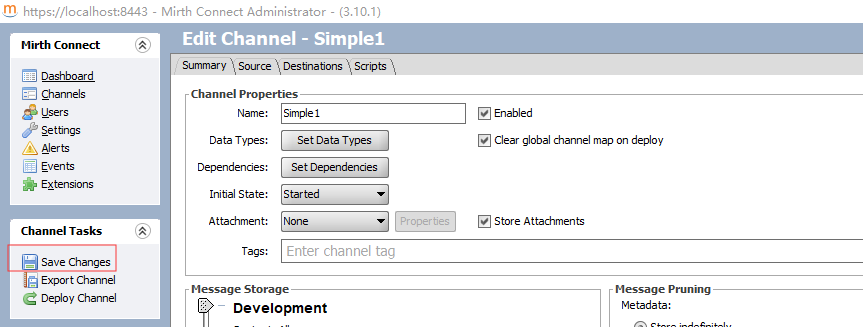 https://localhost:8443 - Mirth Connect Administrator - (3.10.1)
Mirth Connect
Dashboard
Channels
Users
Settings
Alerts
Events
Extensions
Channel Tasks
Save Changes
Export Channel
Deploy Channel
Edit Channel - Simple1
Summary Source Destinations Scripts
Channel Properties
Name: Simple1 Enabled
Data Types: Set Data Types Clear global channel map on deploy
Dependencies: Set Dependencies
Initial State: Started
Attachment: None Properties Store Attachments
Tags: Enter channel tag
Message Storage
Development
Message Pruning
Metadata:
Store indefinitely